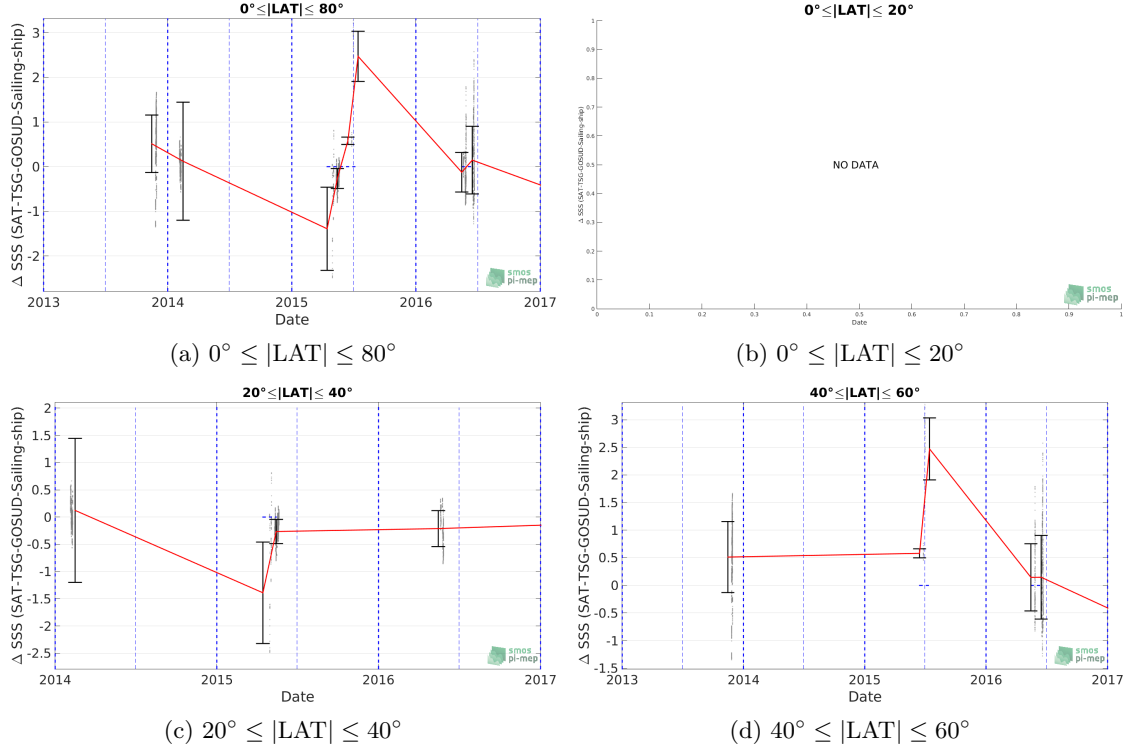 0°≤|LAT|≤ 80°
Δ SSS (SAT-TSG-GOSUD-Sailing-ship)
3
2
1
0
-1
-2
2013 2014 2015 2016 2017
Date
smos
pi-mep
(a) 0° ≤ |LAT| ≤ 80°
0°≤|LAT|≤ 20°
Δ SSS (SAT-TSG-GOSUD-Sailing-ship)
1
0.9
0.8
0.7
0.6
0.5
0.4
0.3
0.2
0.1
0
NO DATA
0 0.1 0.2 0.3 0.4 0.5 0.6 0.7 0.8 0.9 1
Date
smos
pi-mep
(b) 0° ≤ |LAT| ≤ 20°
20°≤|LAT|≤ 40°
Δ SSS (SAT-TSG-GOSUD-Sailing-ship)
2
1.5
1
0.5
0
-0.5
-1
-1.5
-2
-2.5
2014 2015 2016 2017
Date
smos
pi-mep
(c) 20° ≤ |LAT| ≤ 40°
40°≤|LAT|≤ 60°
Δ SSS (SAT-TSG-GOSUD-Sailing-ship)
3
2.5
2
1.5
1
0.5
0
-0.5
-1
-1.5
2013 2014 2015 2016 2017
Date
smos
pi-mep
(d) 40° ≤ |LAT| ≤ 60°